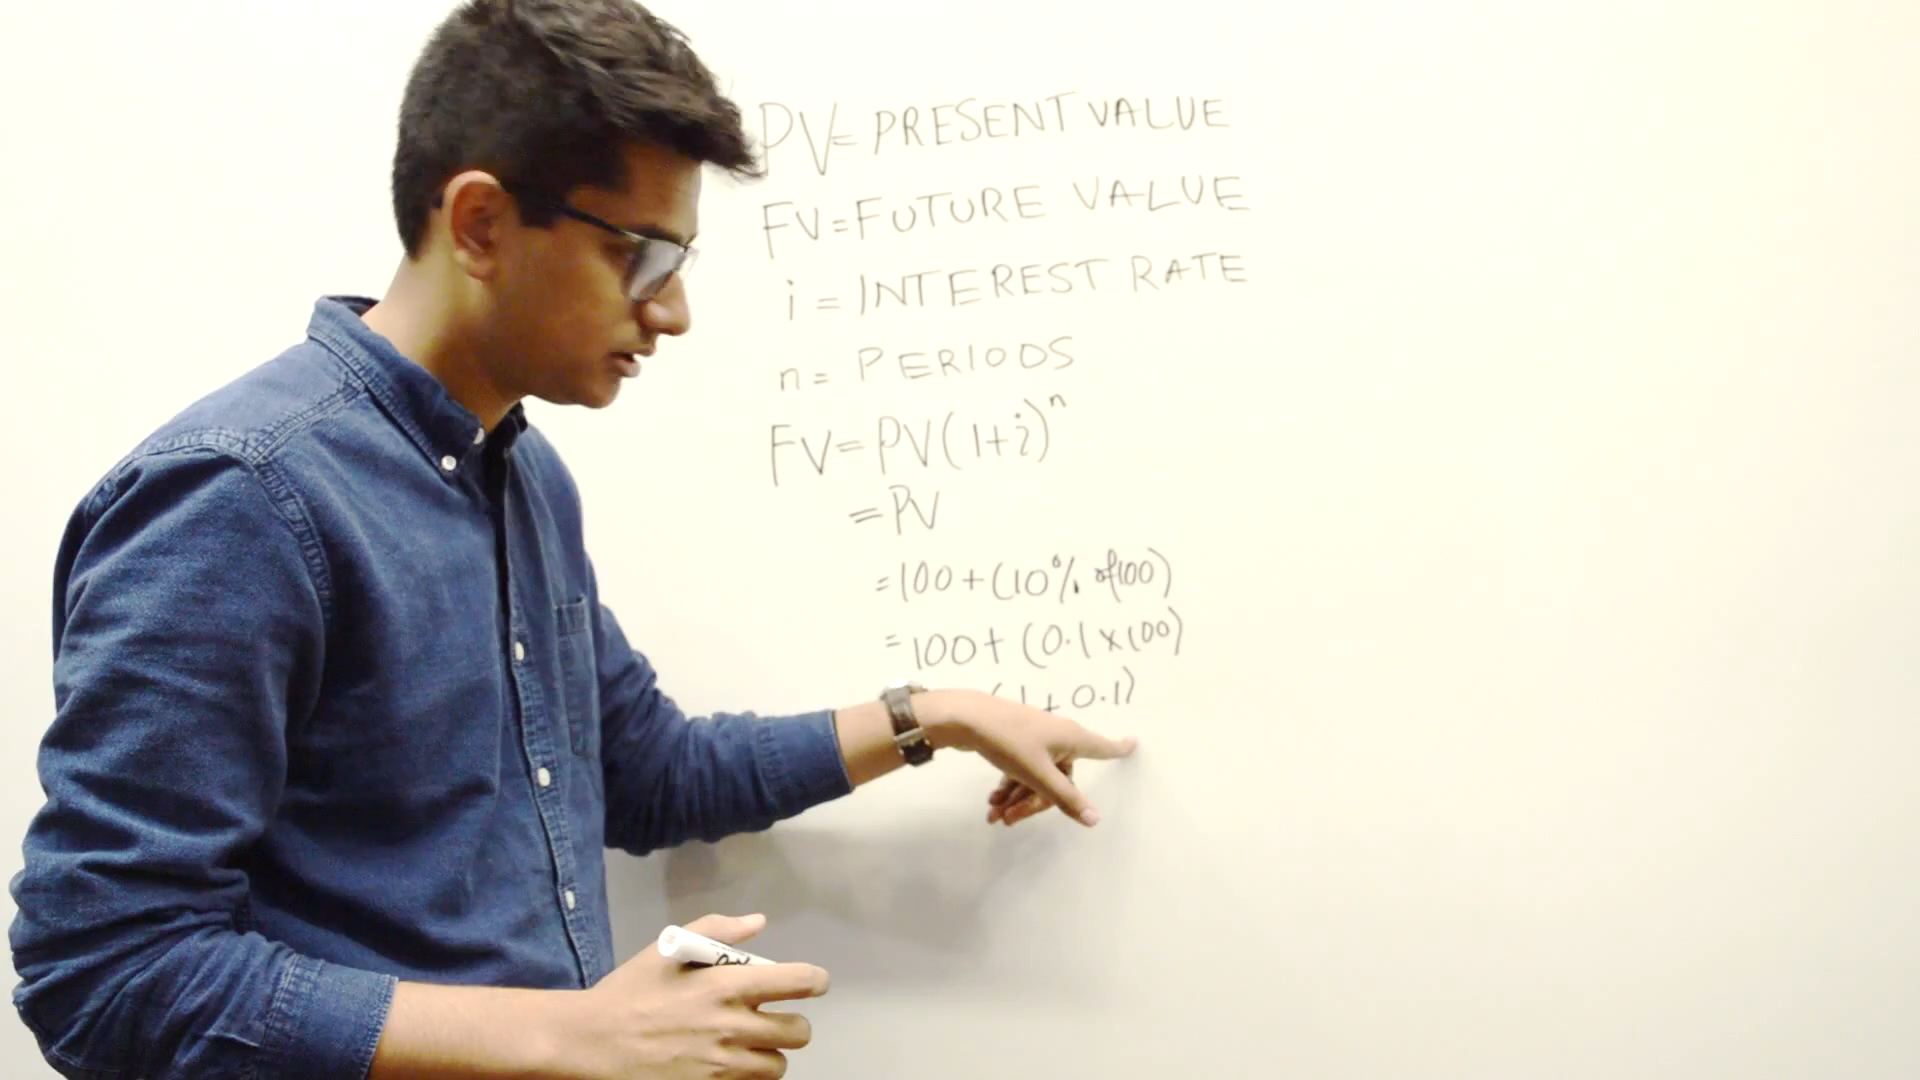 PV= PRESENT VALUE
FV=FUTURE VALUE
i = INTEREST RATE
n= PERIODS
FV=PV(1+i)ⁿ
=PV
=100+(10% of 100)
=100+(0.1×100)
(1+0.1)